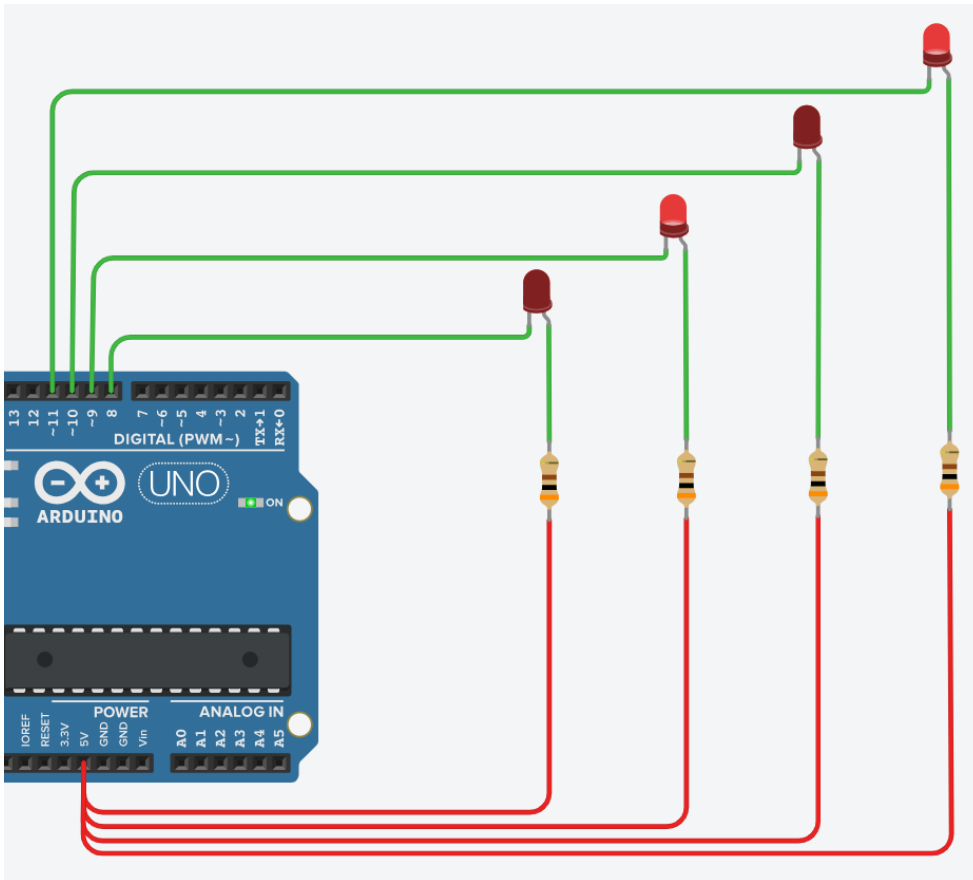 13 12 ~11 ~10 ~9 8 7 ~6 ~5 4 ~3 2 TX→1 RX←0
DIGITAL (PWM~)
UNO
ON
ARDUINO
POWER
ANALOG IN
IOREF RESET 3.3V 5V GND GND Vin A0 A1 A2 A3 A4 A5